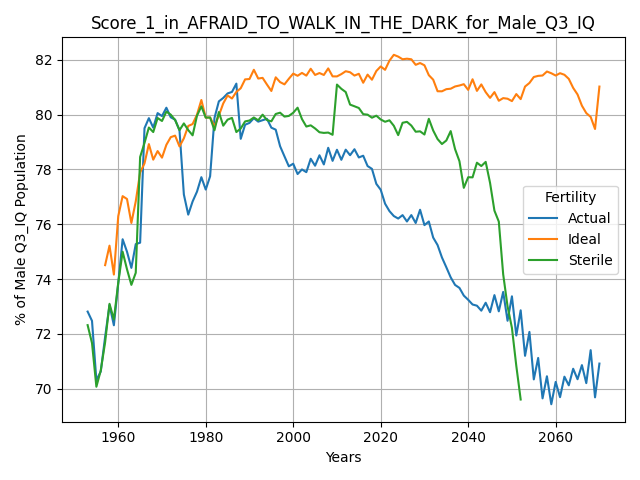 Score_1_in_AFRAID_TO_WALK_IN_THE_DARK_for_Male_Q3_IQ
% of Male Q3_IQ Population
82
80
78
76
74
72
70
Fertility
Actual
Ideal
Sterile
1960 1980 2000 2020 2040 2060
Years